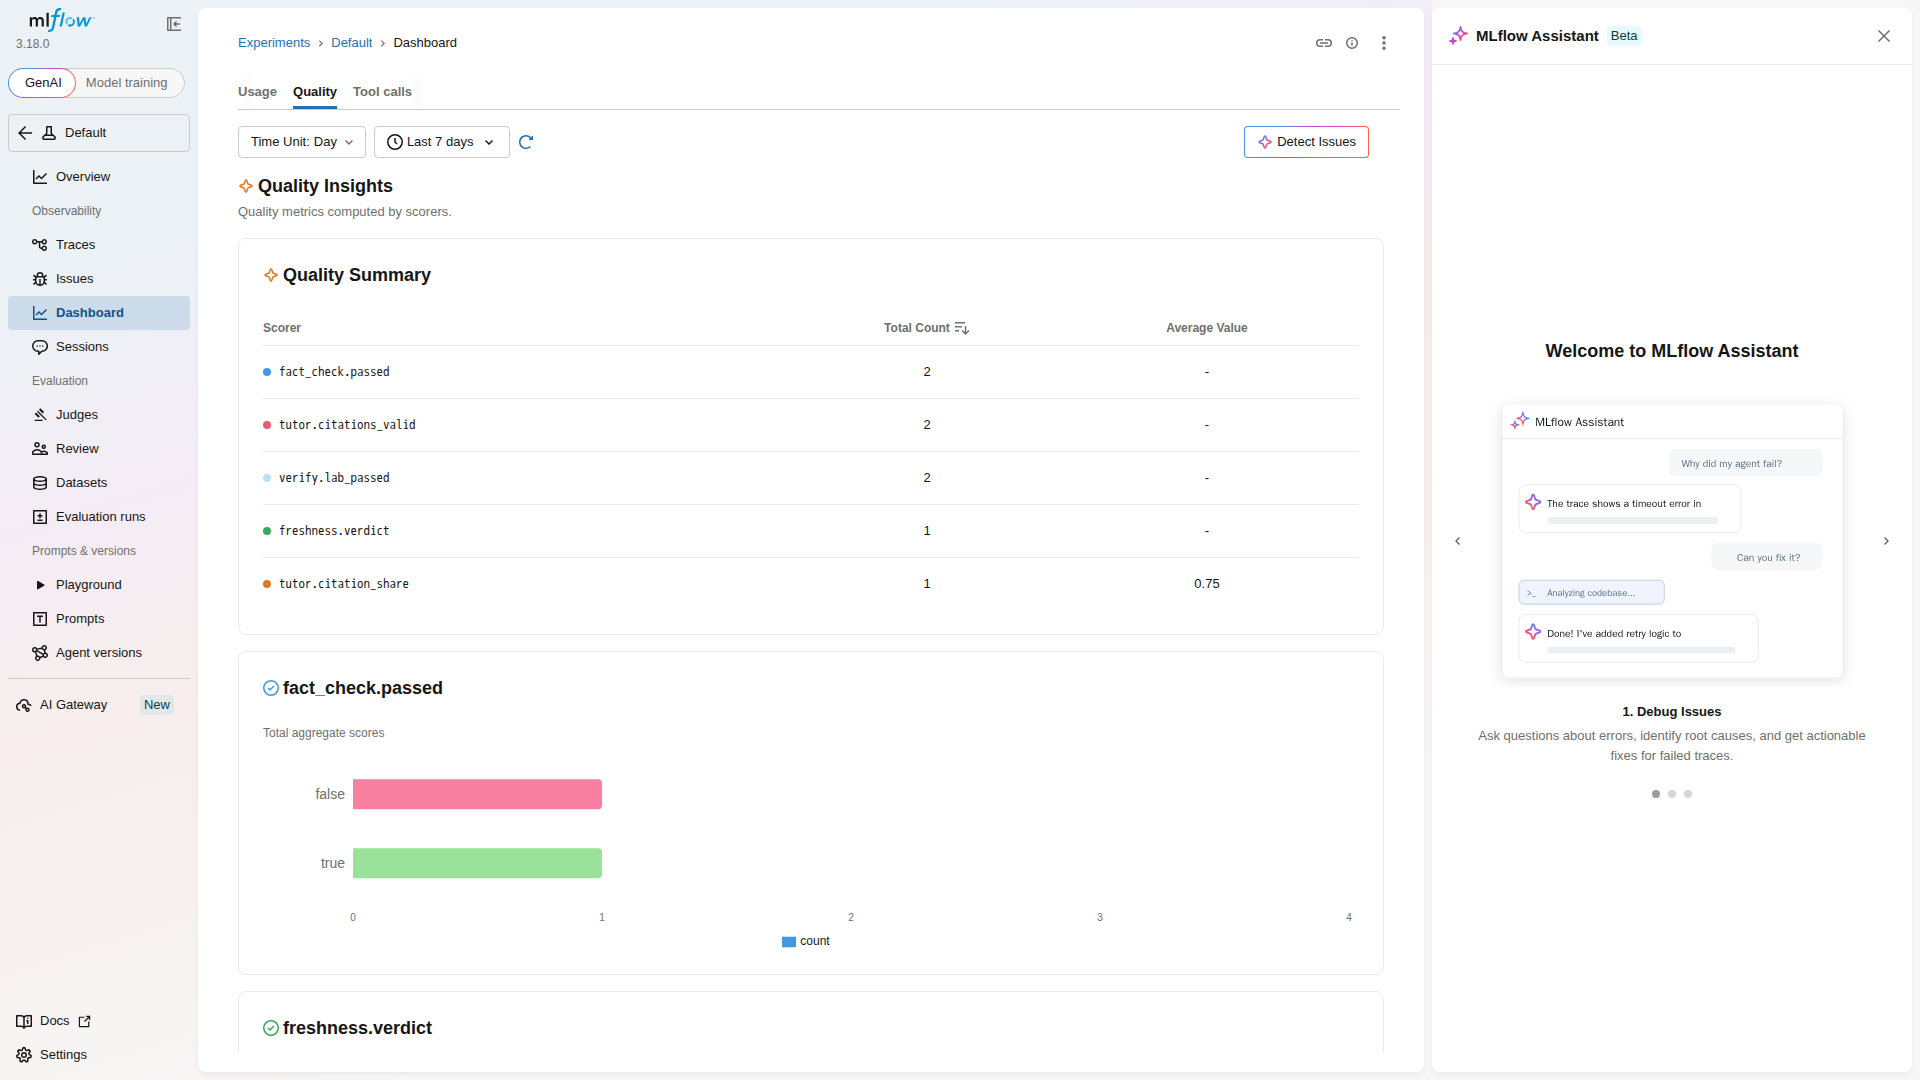 mlflow
3.18.0
GenAI
Model training
Default
Overview
Observability
Traces
Issues
Dashboard
Sessions
Evaluation
Judges
Review
Datasets
Evaluation runs
Prompts & versions
Playground
Prompts
Agent versions
AI Gateway
New
Docs
Settings
Experiments › Default › Dashboard
Usage
Quality
Tool calls
Time Unit: Day
Last 7 days
Detect Issues
Quality Insights
Quality metrics computed by scorers.
Quality Summary
Scorer Total Count Average Value
fact_check.passed 2 -
tutor.citations_valid 2 -
verify.lab_passed 2 -
freshness.verdict 1 -
tutor.citation_share 1 0.75
fact_check.passed
Total aggregate scores
false
true
0 1 2 3 4
count
freshness.verdict
MLflow Assistant Beta
Welcome to MLflow Assistant
MLflow Assistant
Why did my agent fail?
The trace shows a timeout error in
Can you fix it?
>_ Analyzing codebase...
Done! I've added retry logic to
1. Debug Issues
Ask questions about errors, identify root causes, and get actionable
fixes for failed traces.